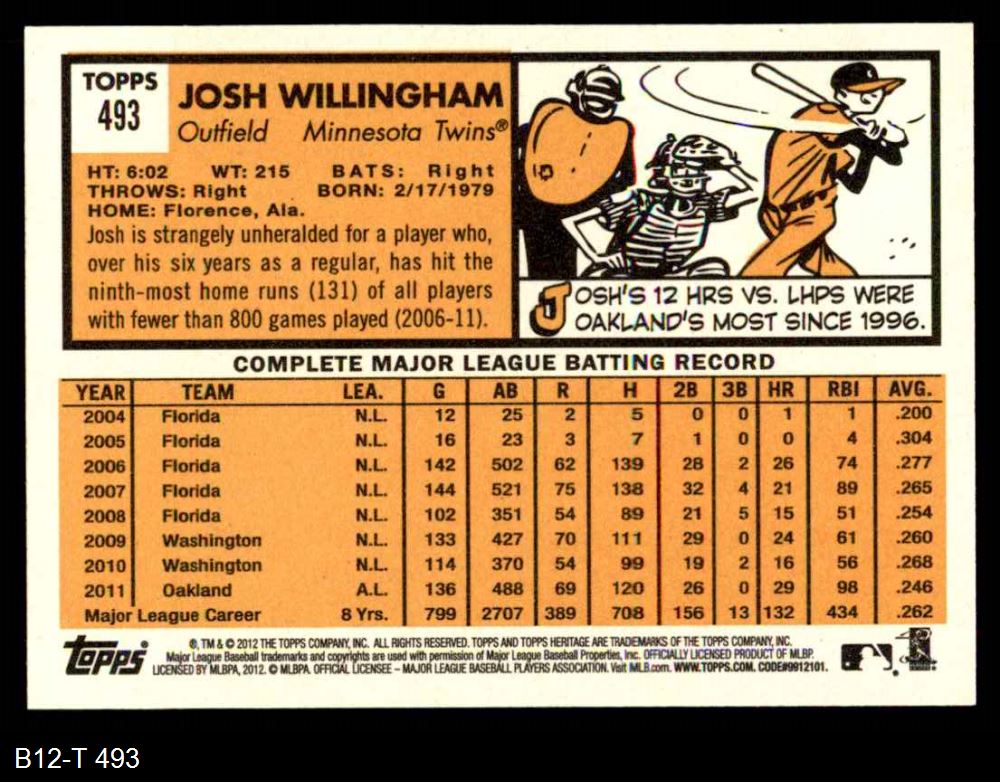 TOPPS
493
JOSH WILLINGHAM
Outfield Minnesota Twins®
HT: 6:02 WT: 215 BATS: Right
THROWS: Right BORN: 2/17/1979
HOME: Florence, Ala.
Josh is strangely unheralded for a player who,
over his six years as a regular, has hit the
ninth-most home runs (131) of all players
with fewer than 800 games played (2006-11).
JOSH'S 12 HRS VS. LHPS WERE
OAKLAND'S MOST SINCE 1996.
COMPLETE MAJOR LEAGUE BATTING RECORD
YEAR TEAM LEA. G AB R H 2B 3B HR RBI AVG.
2004 Florida N.L. 12 25 2 5 0 0 1 1 .200
2005 Florida N.L. 16 23 3 7 1 0 0 4 .304
2006 Florida N.L. 142 502 62 139 28 2 26 74 .277
2007 Florida N.L. 144 521 75 138 32 4 21 89 .265
2008 Florida N.L. 102 351 54 89 21 5 15 51 .254
2009 Washington N.L. 133 427 70 111 29 0 24 61 .260
2010 Washington N.L. 114 370 54 99 19 2 16 56 .268
2011 Oakland A.L. 136 488 69 120 26 0 29 98 .246
Major League Career 8 Yrs. 799 2707 389 708 156 13 132 434 .262
Topps®
®, TM & © 2012 THE TOPPS COMPANY, INC. ALL RIGHTS RESERVED. TOPPS AND TOPPS HERITAGE ARE TRADEMARKS OF THE TOPPS COMPANY, INC.
Major League Baseball trademarks and copyrights are used with permission of Major League Baseball Properties, Inc. OFFICIALLY LICENSED PRODUCT OF MLBP.
LICENSED BY MLBPA, 2012. © MLBPA OFFICIAL LICENSEE – MAJOR LEAGUE BASEBALL PLAYERS ASSOCIATION. Visit MLB.com. WWW.TOPPS.COM. CODE#9912101.
B12-T 493